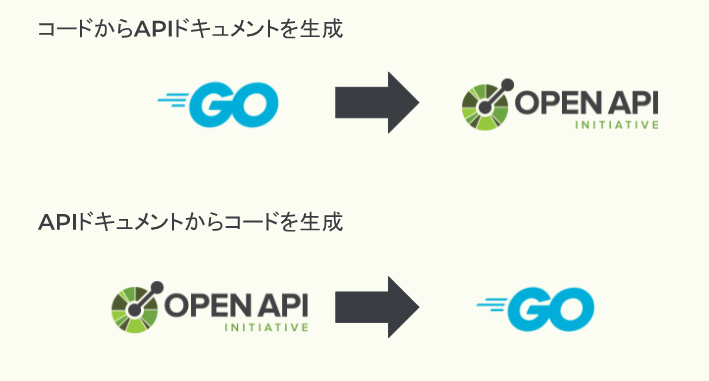 コードからAPIドキュメントを生成
GO
OPEN API
INITIATIVE
APIドキュメントからコードを生成
OPEN API
INITIATIVE
GO